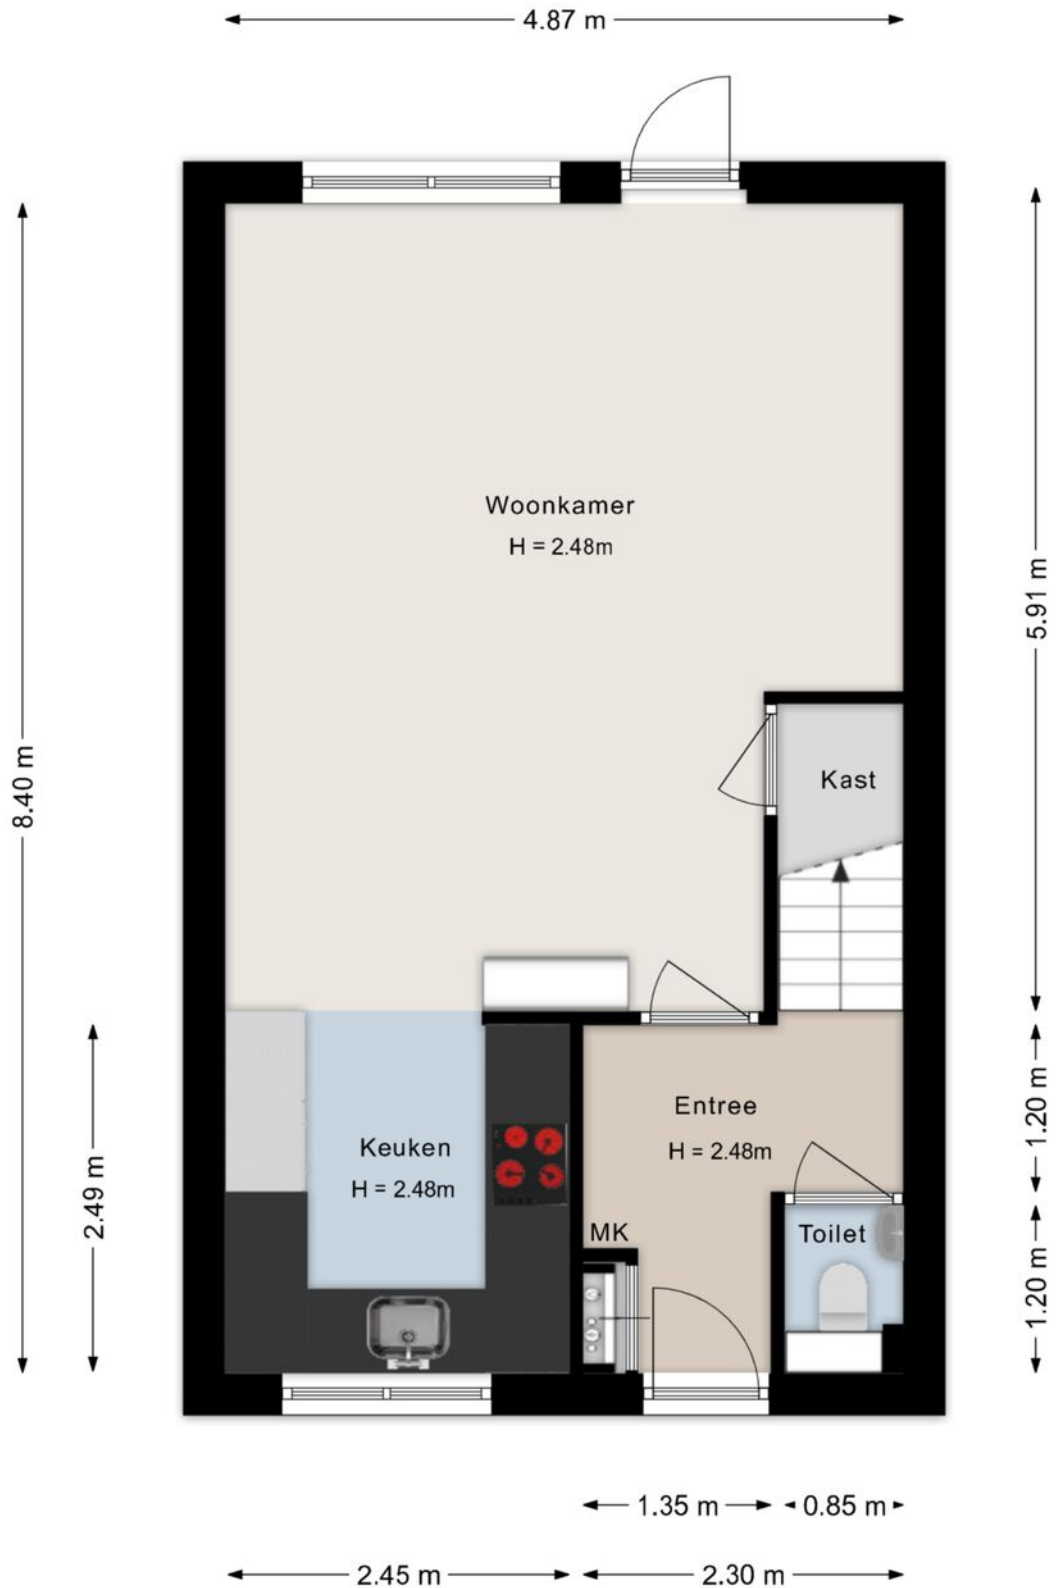 4.87 m
Woonkamer
H = 2.48m
5.91 m
8.40 m
Kast
Entree
H = 2.48m
1.20 m
Keuken
H = 2.48m
2.49 m
MK
Toilet
1.20 m
1.35 m
0.85 m
2.45 m
2.30 m